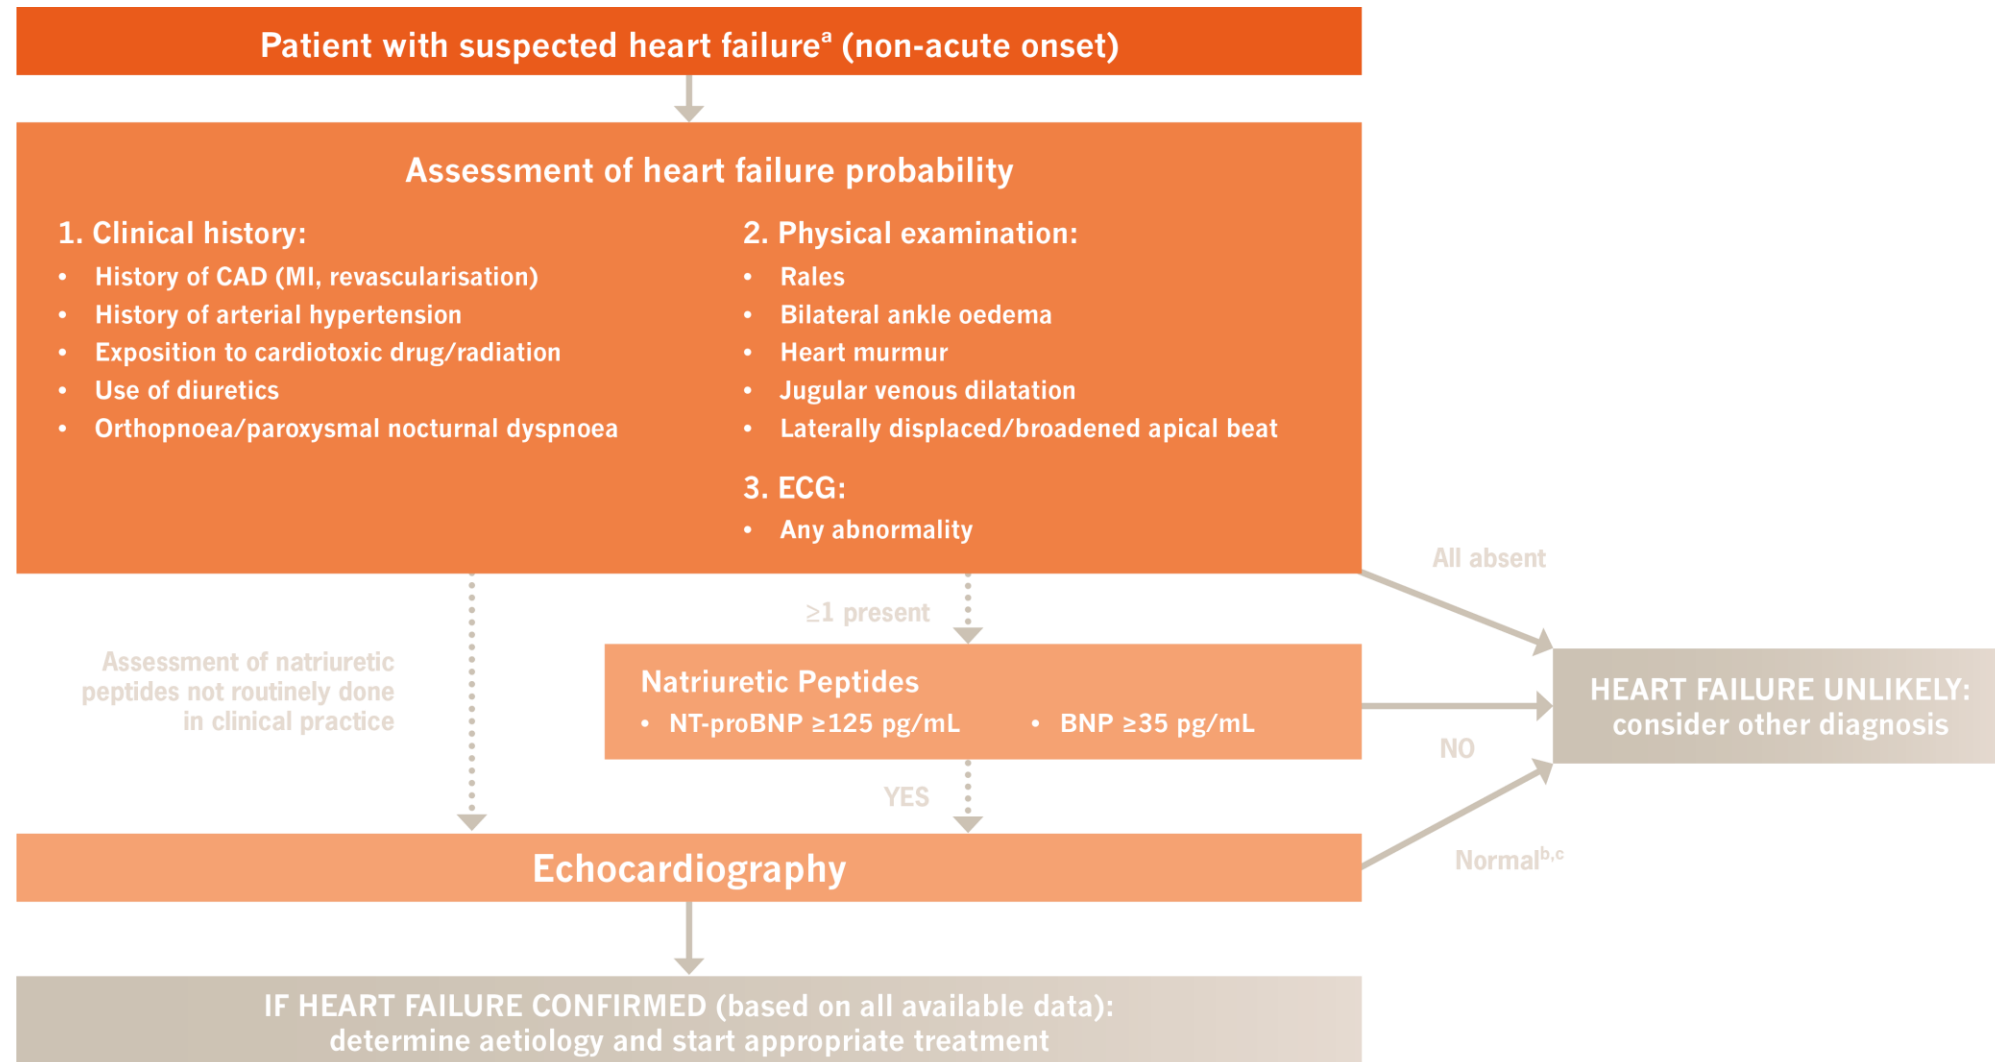 Patient with suspected heart failureᵃ (non-acute onset)
Assessment of heart failure probability
1. Clinical history:
• History of CAD (MI, revascularisation)
• History of arterial hypertension
• Exposition to cardiotoxic drug/radiation
• Use of diuretics
• Orthopnoea/paroxysmal nocturnal dyspnoea
2. Physical examination:
• Rales
• Bilateral ankle oedema
• Heart murmur
• Jugular venous dilatation
• Laterally displaced/broadened apical beat
3. ECG:
• Any abnormality
All absent
≥1 present
Assessment of natriuretic
peptides not routinely done
in clinical practice
Natriuretic Peptides
• NT-proBNP ≥125 pg/mL
• BNP ≥35 pg/mL
HEART FAILURE UNLIKELY:
consider other diagnosis
NO
YES
Echocardiography
Normalᵇ,ᶜ
IF HEART FAILURE CONFIRMED (based on all available data):
determine aetiology and start appropriate treatment